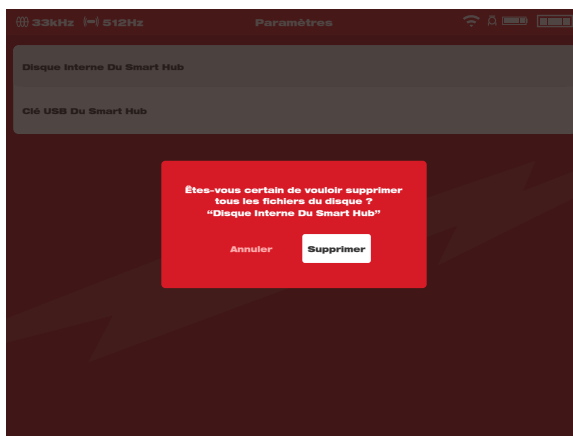 33kHz 512Hz Paramètres
Disque Interne Du Smart Hub
Clé USB Du Smart Hub
Êtes-vous certain de vouloir supprimer
tous les fichiers du disque ?
“Disque Interne Du Smart Hub”
Annuler Supprimer